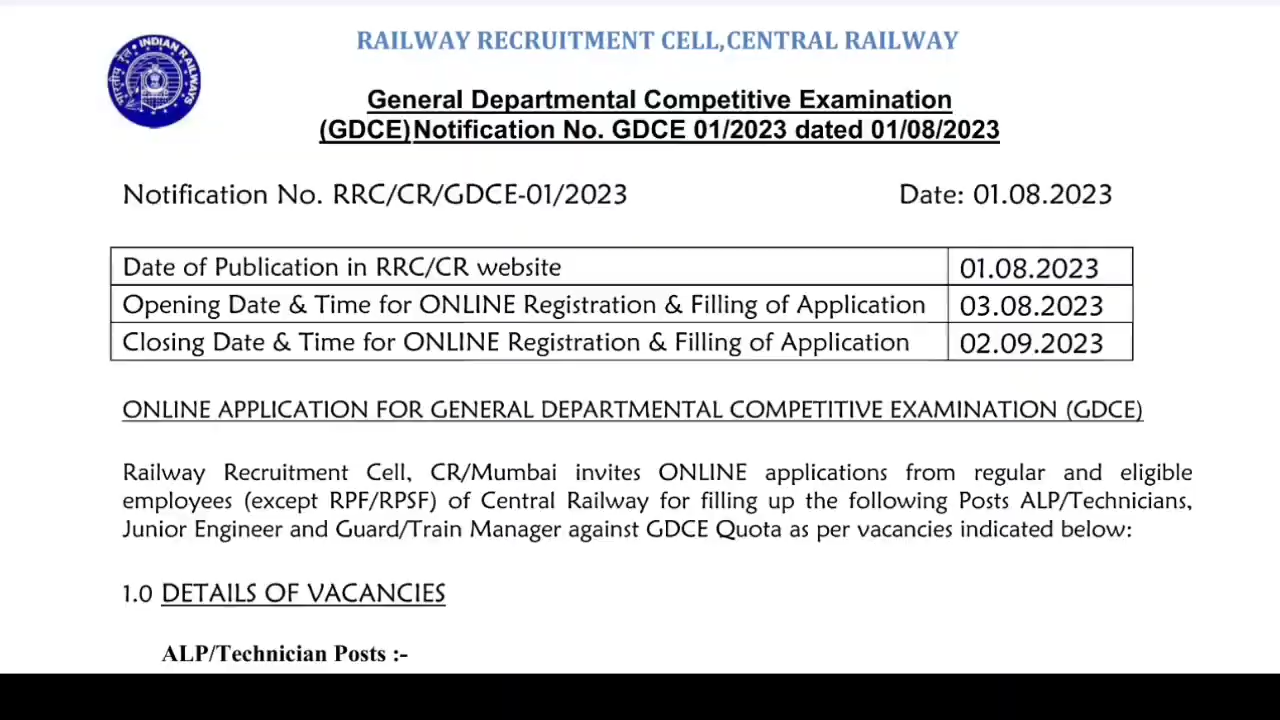 INDIAN RAILWAYS
भारतीय रेल
RAILWAY RECRUITMENT CELL,CENTRAL RAILWAY
General Departmental Competitive Examination
(GDCE)Notification No. GDCE 01/2023 dated 01/08/2023
Notification No. RRC/CR/GDCE-01/2023 Date: 01.08.2023
Date of Publication in RRC/CR website 01.08.2023
Opening Date & Time for ONLINE Registration & Filling of Application 03.08.2023
Closing Date & Time for ONLINE Registration & Filling of Application 02.09.2023
ONLINE APPLICATION FOR GENERAL DEPARTMENTAL COMPETITIVE EXAMINATION (GDCE)
Railway Recruitment Cell, CR/Mumbai invites ONLINE applications from regular and eligible
employees (except RPF/RPSF) of Central Railway for filling up the following Posts ALP/Technicians,
Junior Engineer and Guard/Train Manager against GDCE Quota as per vacancies indicated below:
1.0 DETAILS OF VACANCIES
ALP/Technician Posts :-